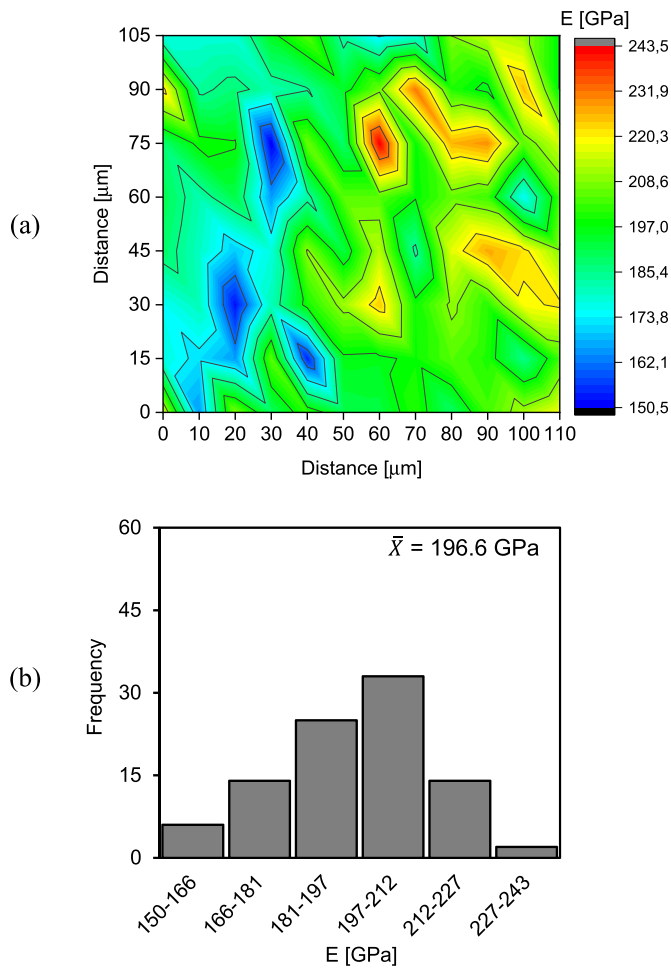 E [GPa]
(a)
Distance [μm]
105
90
75
60
45
30
15
0
0 10 20 30 40 50 60 70 80 90 100 110
Distance [μm]
243,5
231,9
220,3
208,6
197,0
185,4
173,8
162,1
150,5
(b)
X̄ = 196.6 GPa
Frequency
60
45
30
15
0
150-166 166-181 181-197 197-212 212-227 227-243
E [GPa]